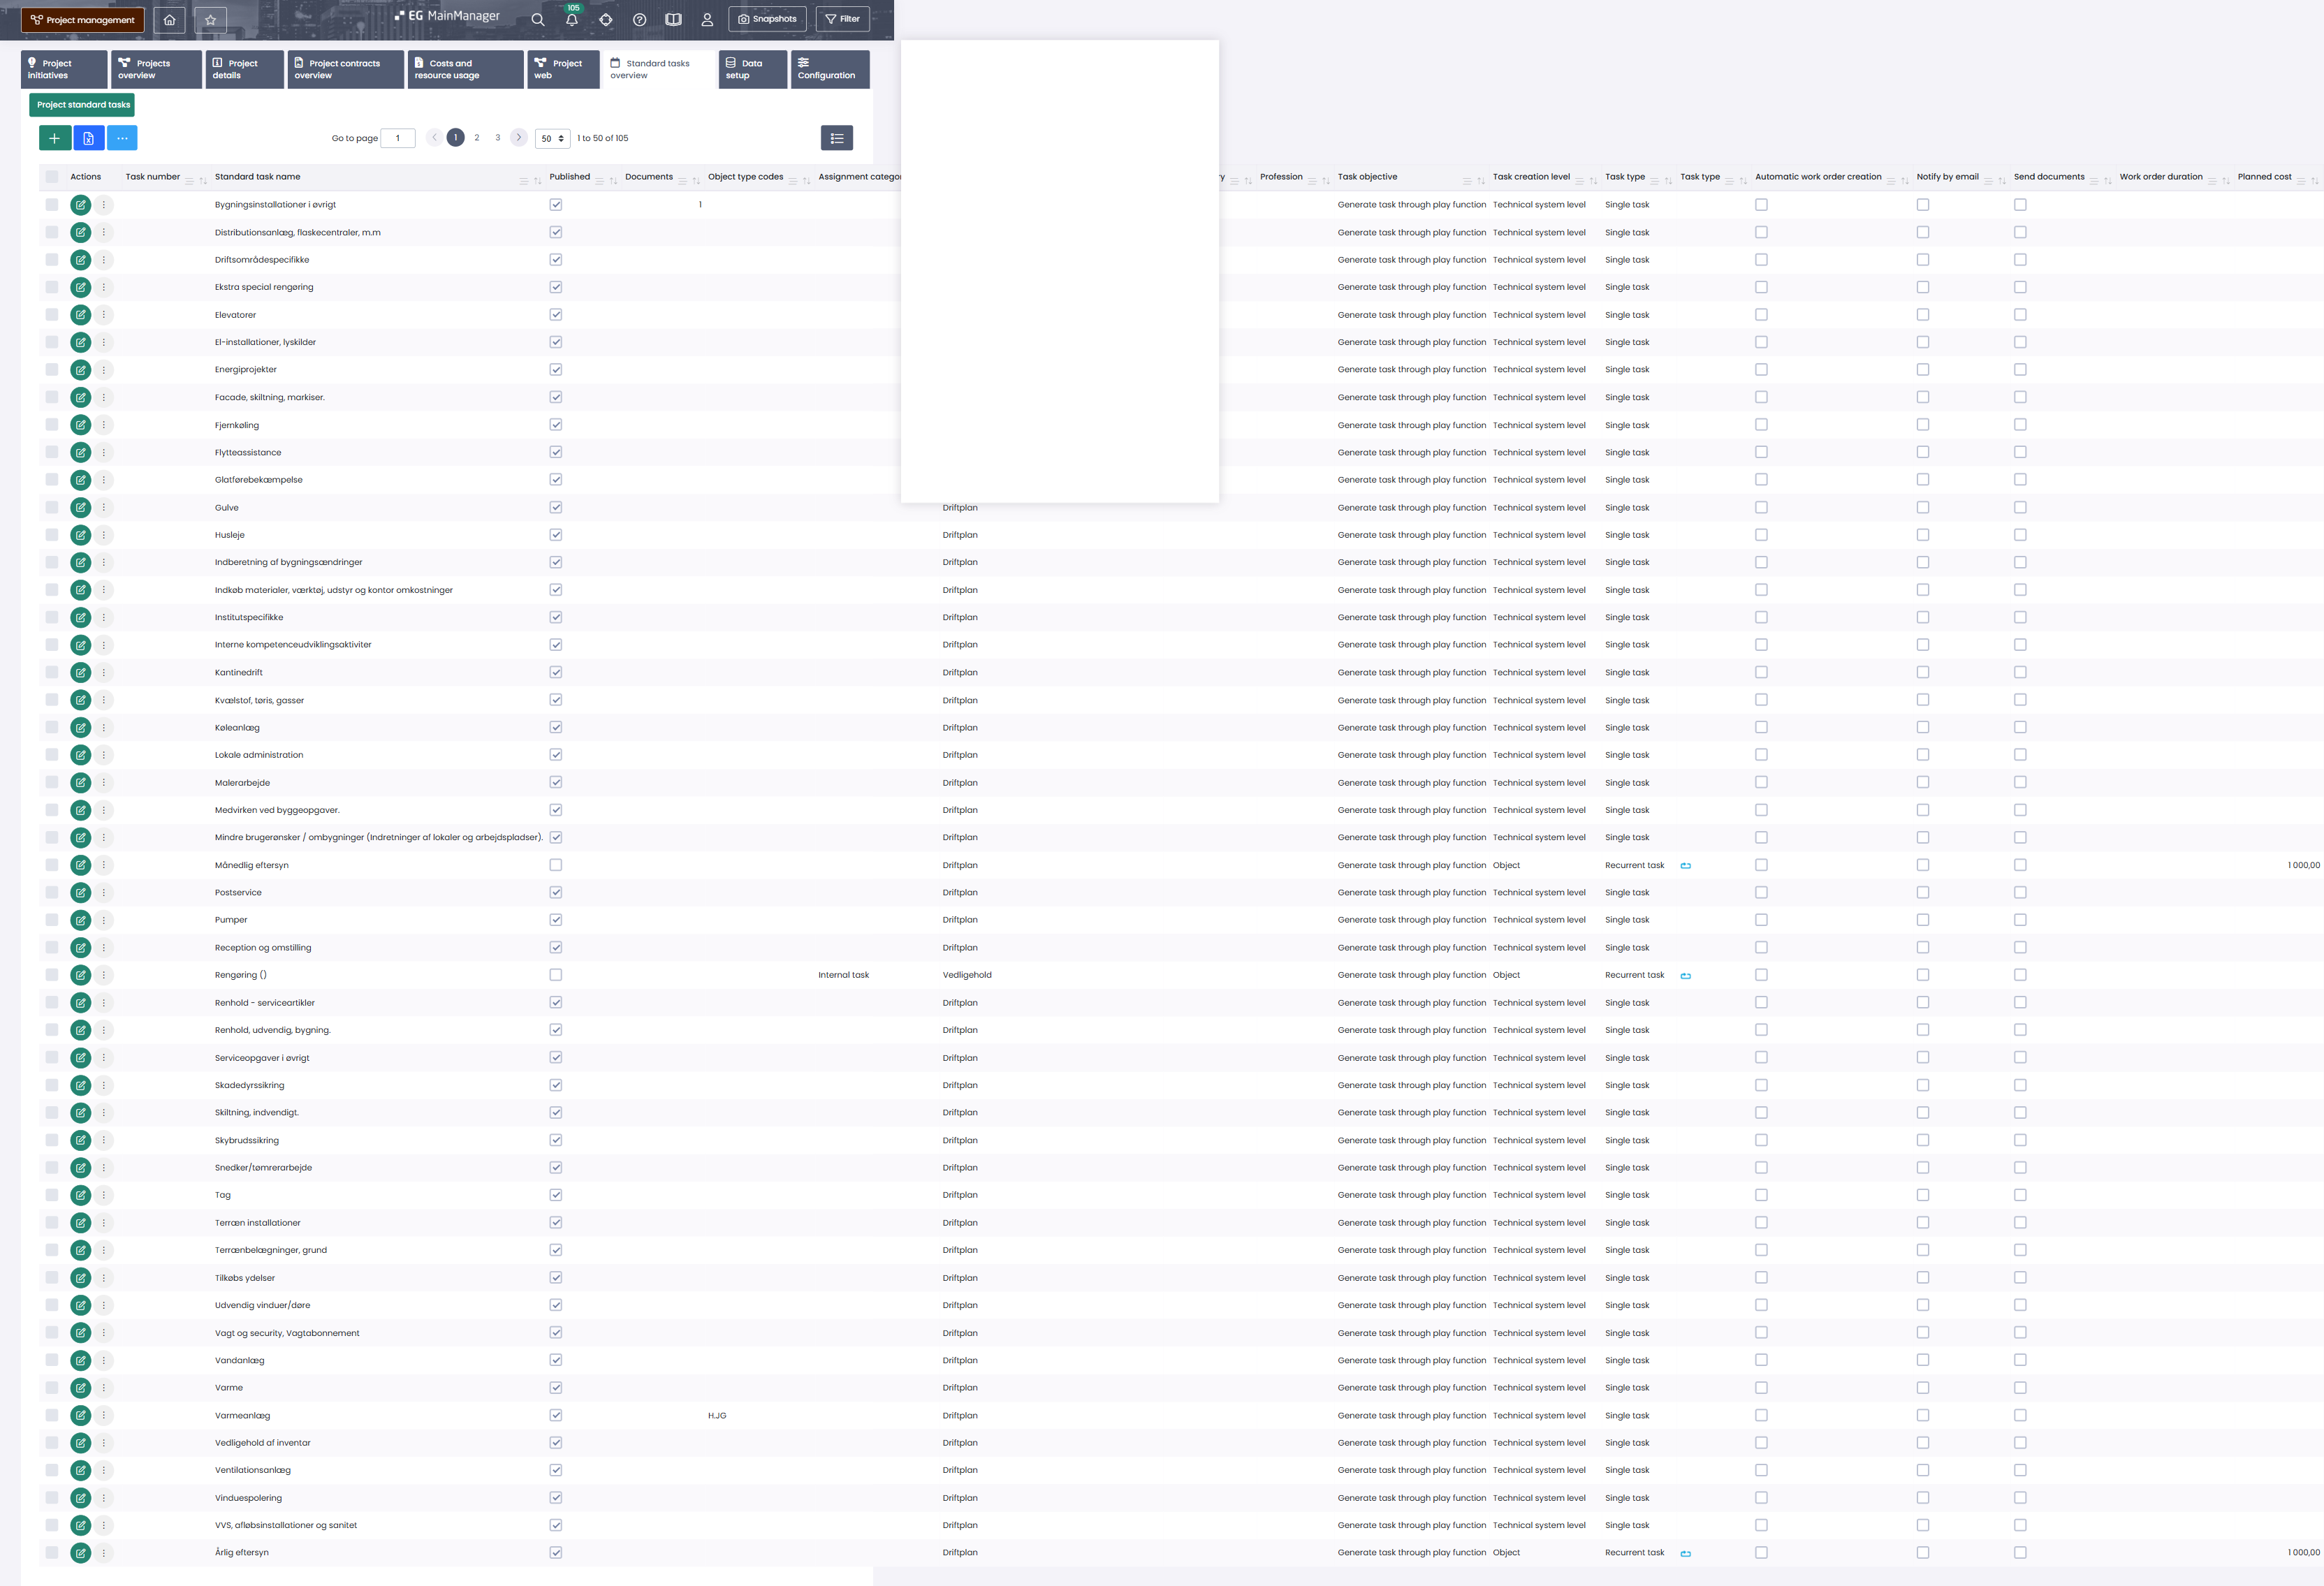 Project management
EG MainManager
105
Snapshots
Filter
Project initiatives
Projects overview
Project details
Project contracts overview
Costs and resource usage
Project web
Standard tasks overview
Data setup
Configuration
Project standard tasks
Go to page 1 1 2 3 50 1 to 50 of 105
Actions Task number Standard task name Published Documents Object type codes Assignment catego y Profession Task objective Task creation level Task type Task type Automatic work order creation Notify by email Send documents Work order duration Planned cost
Bygningsinstallationer i øvrigt 1 Generate task through play function Technical system level Single task
Distributionsanlæg, flaskecentraler, m.m Generate task through play function Technical system level Single task
Driftsområdespecifikke Generate task through play function Technical system level Single task
Ekstra special rengøring Generate task through play function Technical system level Single task
Elevatorer Generate task through play function Technical system level Single task
El-installationer, lyskilder Generate task through play function Technical system level Single task
Energiprojekter Generate task through play function Technical system level Single task
Facade, skiltning, markiser. Generate task through play function Technical system level Single task
Fjernkøling Generate task through play function Technical system level Single task
Flytteassistance Generate task through play function Technical system level Single task
Glatførebekæmpelse Generate task through play function Technical system level Single task
Gulve Driftplan Generate task through play function Technical system level Single task
Husleje Driftplan Generate task through play function Technical system level Single task
Indberetning af bygningsændringer Driftplan Generate task through play function Technical system level Single task
Indkøb materialer, værktøj, udstyr og kontor omkostninger Driftplan Generate task through play function Technical system level Single task
Institutspecifikke Driftplan Generate task through play function Technical system level Single task
Interne kompetenceudviklingsaktiviter Driftplan Generate task through play function Technical system level Single task
Kantinedrift Driftplan Generate task through play function Technical system level Single task
Kvælstof, tøris, gasser Driftplan Generate task through play function Technical system level Single task
Køleanlæg Driftplan Generate task through play function Technical system level Single task
Lokale administration Driftplan Generate task through play function Technical system level Single task
Malerarbejde Driftplan Generate task through play function Technical system level Single task
Medvirken ved byggeopgaver. Driftplan Generate task through play function Technical system level Single task
Mindre brugerønsker / ombygninger (Indretninger af lokaler og arbejdspladser). Driftplan Generate task through play function Technical system level Single task
Månedlig eftersyn Driftplan Generate task through play function Object Recurrent task 1 000,00
Postservice Driftplan Generate task through play function Technical system level Single task
Pumper Driftplan Generate task through play function Technical system level Single task
Reception og omstilling Driftplan Generate task through play function Technical system level Single task
Rengøring () Internal task Vedligehold Generate task through play function Object Recurrent task
Renhold - serviceartikler Driftplan Generate task through play function Technical system level Single task
Renhold, udvendig, bygning. Driftplan Generate task through play function Technical system level Single task
Serviceopgaver i øvrigt Driftplan Generate task through play function Technical system level Single task
Skadedyrssikring Driftplan Generate task through play function Technical system level Single task
Skiltning, indvendigt. Driftplan Generate task through play function Technical system level Single task
Skybrudssikring Driftplan Generate task through play function Technical system level Single task
Snedker/tømrerarbejde Driftplan Generate task through play function Technical system level Single task
Tag Driftplan Generate task through play function Technical system level Single task
Terræn installationer Driftplan Generate task through play function Technical system level Single task
Terrænbelægninger, grund Driftplan Generate task through play function Technical system level Single task
Tilkøbs ydelser Driftplan Generate task through play function Technical system level Single task
Udvendig vinduer/døre Driftplan Generate task through play function Technical system level Single task
Vagt og security, Vagtabonnement Driftplan Generate task through play function Technical system level Single task
Vandanlæg Driftplan Generate task through play function Technical system level Single task
Varme Driftplan Generate task through play function Technical system level Single task
Varmeanlæg H.JG Driftplan Generate task through play function Technical system level Single task
Vedligehold af inventar Driftplan Generate task through play function Technical system level Single task
Ventilationsanlæg Driftplan Generate task through play function Technical system level Single task
Vinduespolering Driftplan Generate task through play function Technical system level Single task
VVS, afløbsinstallationer og sanitet Driftplan Generate task through play function Technical system level Single task
Årlig eftersyn Driftplan Generate task through play function Object Recurrent task 1 000,00